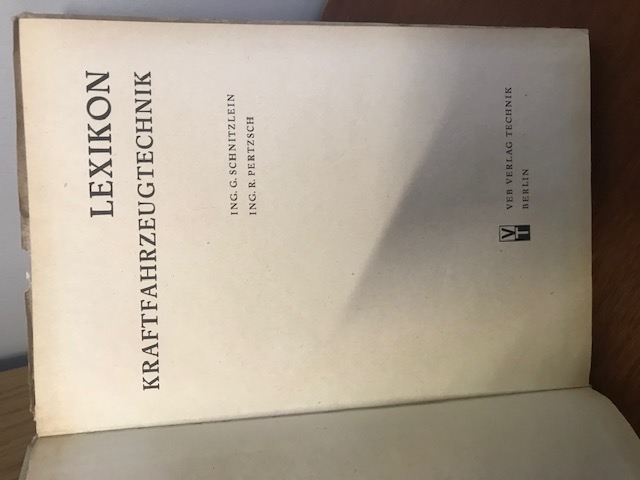 LEXIKON
KRAFTFAHRZEUGTECHNIK
ING. G. SCHNITZLEIN
ING. R. PERTZSCH
VT
VEB VERLAG TECHNIK
BERLIN